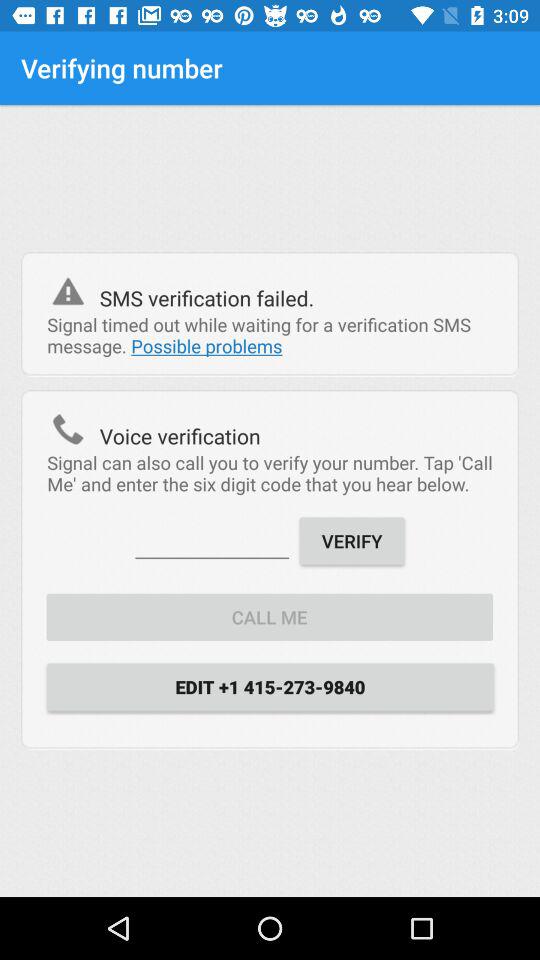 3:09
Verifying number
SMS verification failed.
Signal timed out while waiting for a verification SMS
message. Possible problems
Voice verification
Signal can also call you to verify your number. Tap 'Call
Me' and enter the six digit code that you hear below.
VERIFY
CALL ME
EDIT +1 415-273-9840